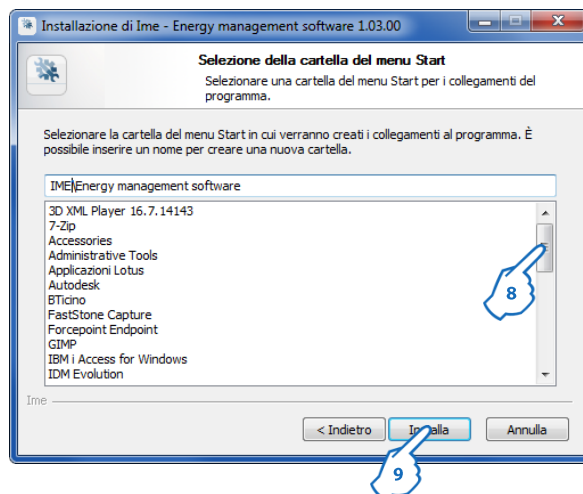 Installazione di Ime - Energy management software 1.03.00
Selezione della cartella del menu Start
Selezionare una cartella del menu Start per i collegamenti del
programma.
Selezionare la cartella del menu Start in cui verranno creati i collegamenti al programma. È
possibile inserire un nome per creare una nuova cartella.
IME\Energy management software
3D XML Player 16.7.14143
7-Zip
Accessories
Administrative Tools
Applicazioni Lotus
Autodesk
BTicino
FastStone Capture
Forcepoint Endpoint
GIMP
IBM i Access for Windows
IDM Evolution
8
Ime
< Indietro
Installa
Annulla
9